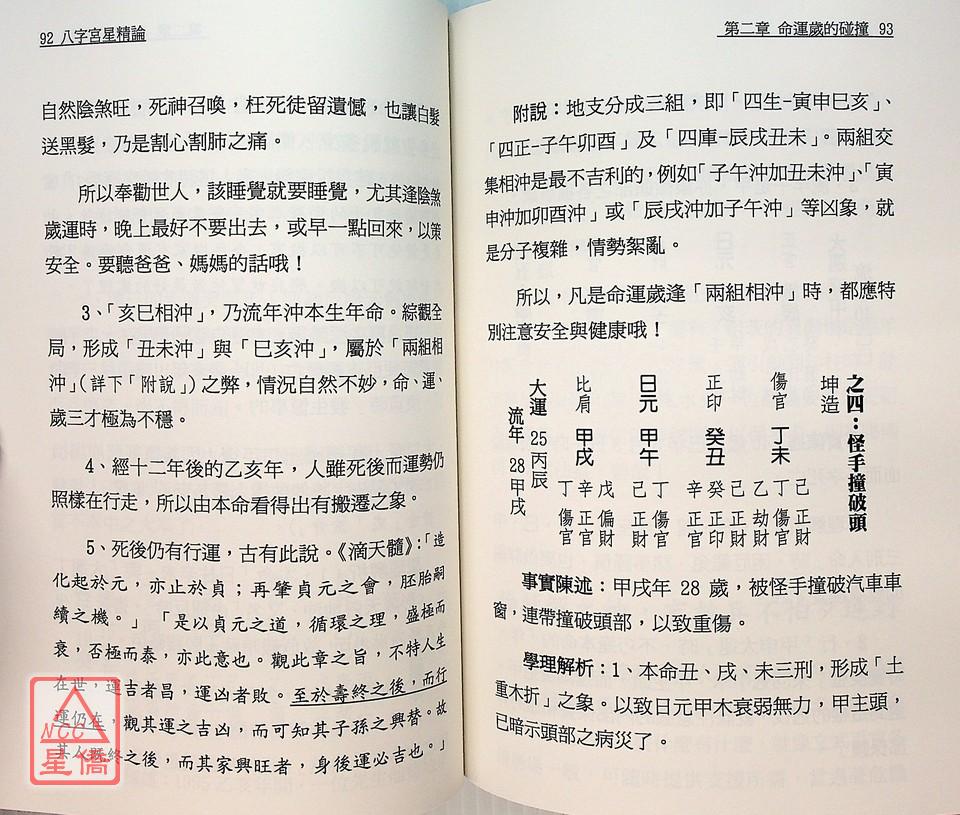 92 八字宮星精論
自然陰煞旺，死神召喚，枉死徒留遺憾，也讓白髮
送黑髮，乃是割心割肺之痛。
所以奉勸世人，該睡覺就要睡覺，尤其逢陰煞
歲運時，晚上最好不要出去，或早一點回來，以策
安全。要聽爸爸、媽媽的話哦！
3、「亥巳相沖」，乃流年沖本生年命。綜觀全
局，形成「丑未沖」與「巳亥沖」，屬於「兩組相
沖」（詳下「附說」）之弊，情況自然不妙，命、運、
歲三才極為不穩。
4、經十二年後的乙亥年，人雖死後而運勢仍
照樣在行走，所以由本命看得出有搬遷之象。
5、死後仍有行運，古有此說。《滴天髓》：「造
化起於元，亦止於貞；再肇貞元之會，胚胎嗣
續之機。」「是以貞元之道，循環之理，盛極而
衰，否極而泰，亦此意也。觀此章之旨，不特人生
在世，運吉者昌，運凶者敗。至於壽終之後，而行
運仍在，觀其運之吉凶，而可知其子孫之興替。故
其人既終之後，而其家興旺者，身後運必吉也。」
NCC
星僑
第二章 命運歲的碰撞 93
附說：地支分成三組，即「四生-寅申巳亥」、
「四正-子午卯酉」及「四庫-辰戌丑未」。兩組交
集相沖是最不吉利的，例如「子午沖加丑未沖」、「寅
申沖加卯酉沖」或「辰戌沖加子午沖」等凶象，就
是分子複雜，情勢絮亂。
所以，凡是命運歲逢「兩組相沖」時，都應特
別注意安全與健康哦！
之四：怪手撞破頭
坤造
傷官 丁未 己正財 乙劫財 丁傷官
正印 癸丑 己正財 癸正印 辛正官
日元 甲午 丁傷官 己正財
比肩 甲戌 戊偏財 辛正官 丁傷官
大運 25 丙辰
流年 28 甲戌
事實陳述：甲戌年 28 歲，被怪手撞破汽車車
窗，連帶撞破頭部，以致重傷。
學理解析：1、本命丑、戌、未三刑，形成「土
重木折」之象。以致日元甲木衰弱無力，甲主頭，
已暗示頭部之病災了。